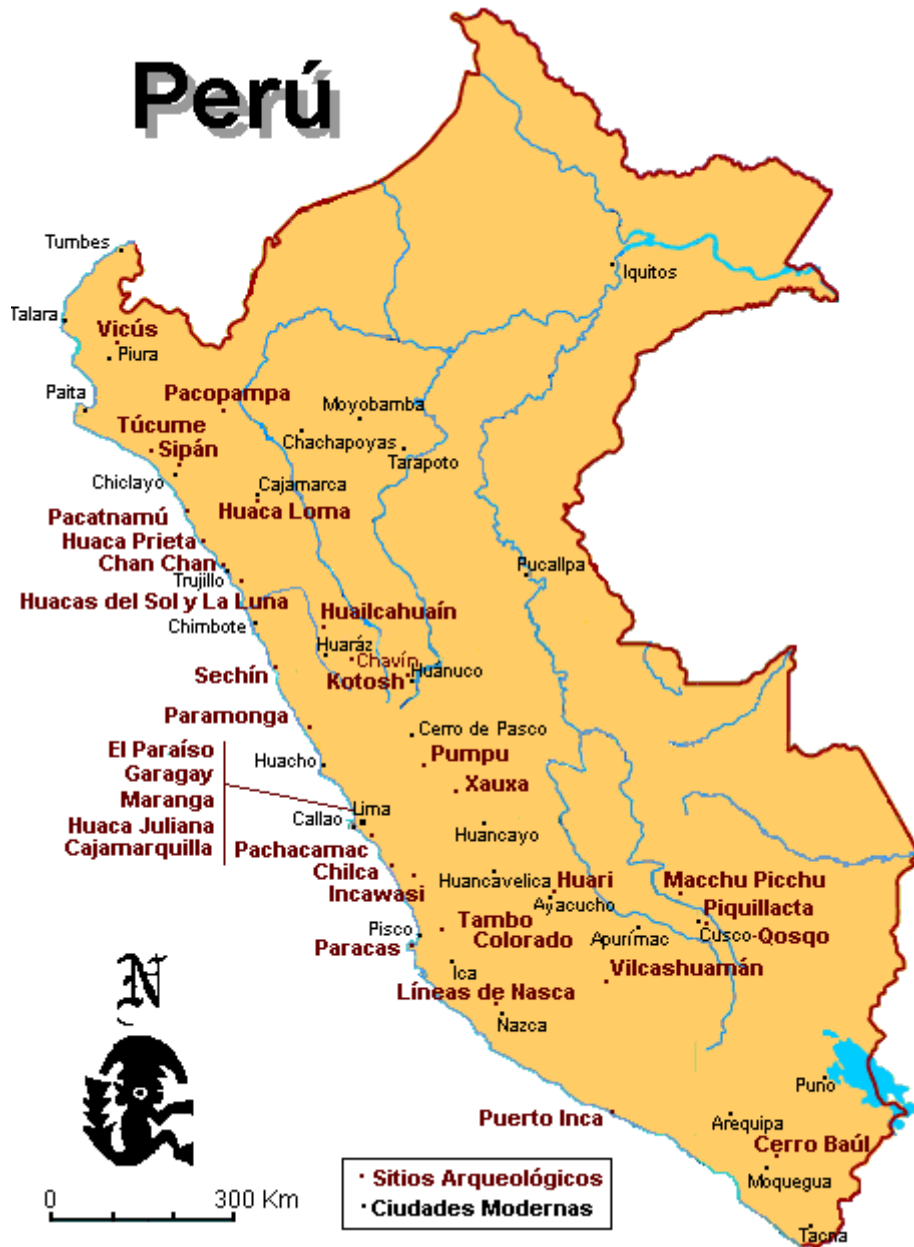 Perú
Tumbes
Iquitos
Talara
Vicús
Piura
Paita
Pacopampa
Moyobamba
Túcume
Chachapoyas
Sipán
Tarapoto
Chiclayo
Cajamarca
Huaca Loma
Pacatnamú
Huaca Prieta
Chan Chan
Pucallpa
Trujillo
Huacas del Sol y La Luna
Huailcahuaín
Chimbote
Huaráz
Chavín
Sechín
Kotosh
Huánuco
Paramonga
Cerro de Pasco
El Paraíso
Pumpu
Huacho
Garagay
Xauxa
Maranga
Lima
Callao
Huaca Juliana
Huancayo
Cajamarquilla
Pachacamac
Chilca
Huancavelica
Huari
Macchu Picchu
Incawasi
Ayacucho
Piquillacta
Pisco
Tambo
Colorado
Apurímac
Cusco-Qosqo
Paracas
Ica
Vilcashuamán
Líneas de Nasca
Nazca
N
Puno
Puerto Inca
Arequipa
Cerro Baúl
Moquegua
0 300 Km
Sitios Arqueológicos
Ciudades Modernas
Tacna